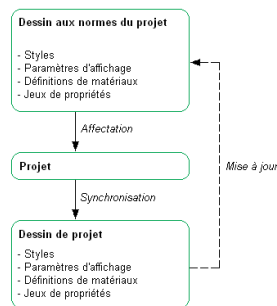 Dessin aux normes du projet
- Styles
- Paramètres d'affichage
- Définitions de matériaux
- Jeux de propriétés
Affectation
Projet
Mise à jour
Synchronisation
Dessin de projet
- Styles
- Paramètres d'affichage
- Définitions de matériaux
- Jeux de propriétés